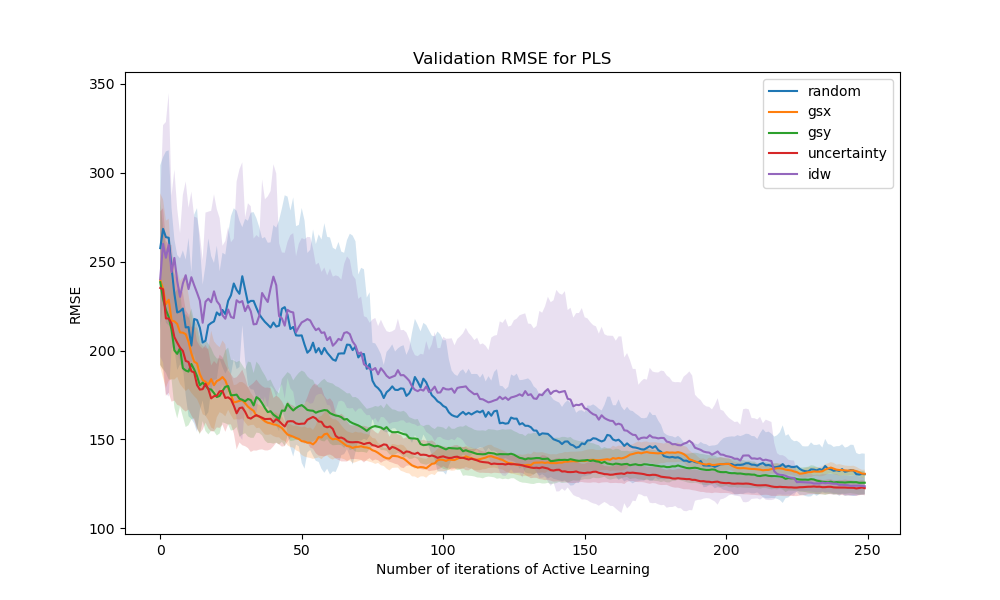 Validation RMSE for PLS
350
300
250
200
150
100
RMSE
0
50
100
150
200
250
Number of iterations of Active Learning
random
gsx
gsy
uncertainty
idw